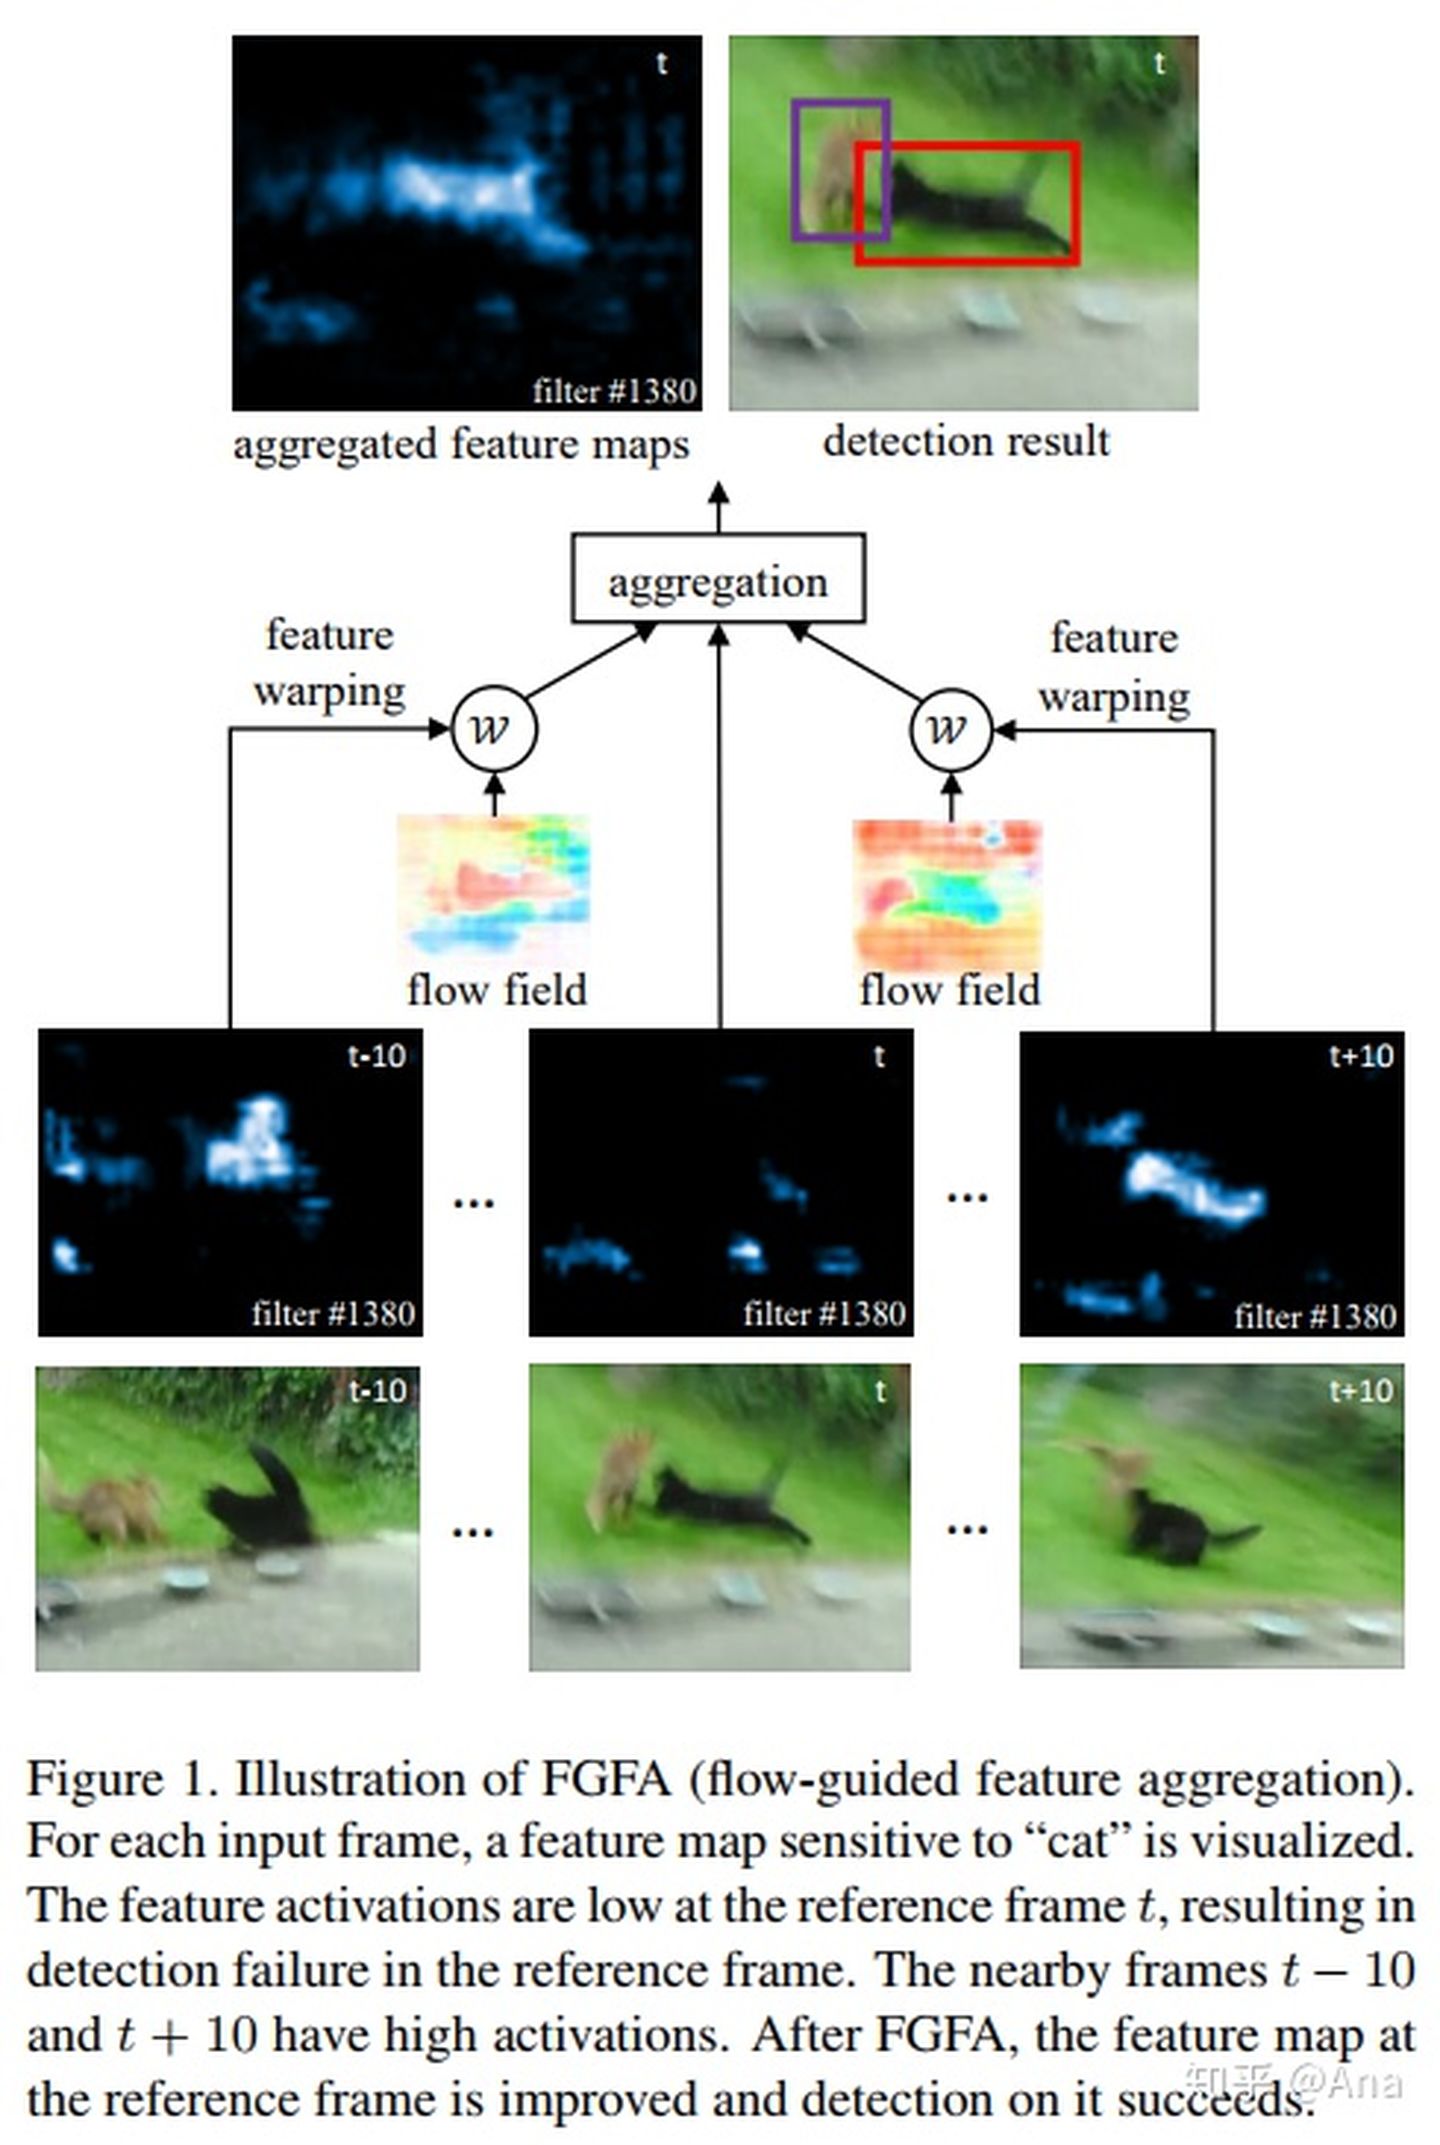 t
t
filter #1380
aggregated feature maps
detection result
aggregation
feature
warping
feature
warping
w
w
flow field
flow field
t-10
t
t+10
...
...
filter #1380
filter #1380
filter #1380
t-10
t
t+10
...
...
Figure 1. Illustration of FGFA (flow-guided feature aggregation).
For each input frame, a feature map sensitive to “cat” is visualized.
The feature activations are low at the reference frame t, resulting in
detection failure in the reference frame. The nearby frames t − 10
and t + 10 have high activations. After FGFA, the feature map at
the reference frame is improved and detection on it succeeds.
知乎 @Ana